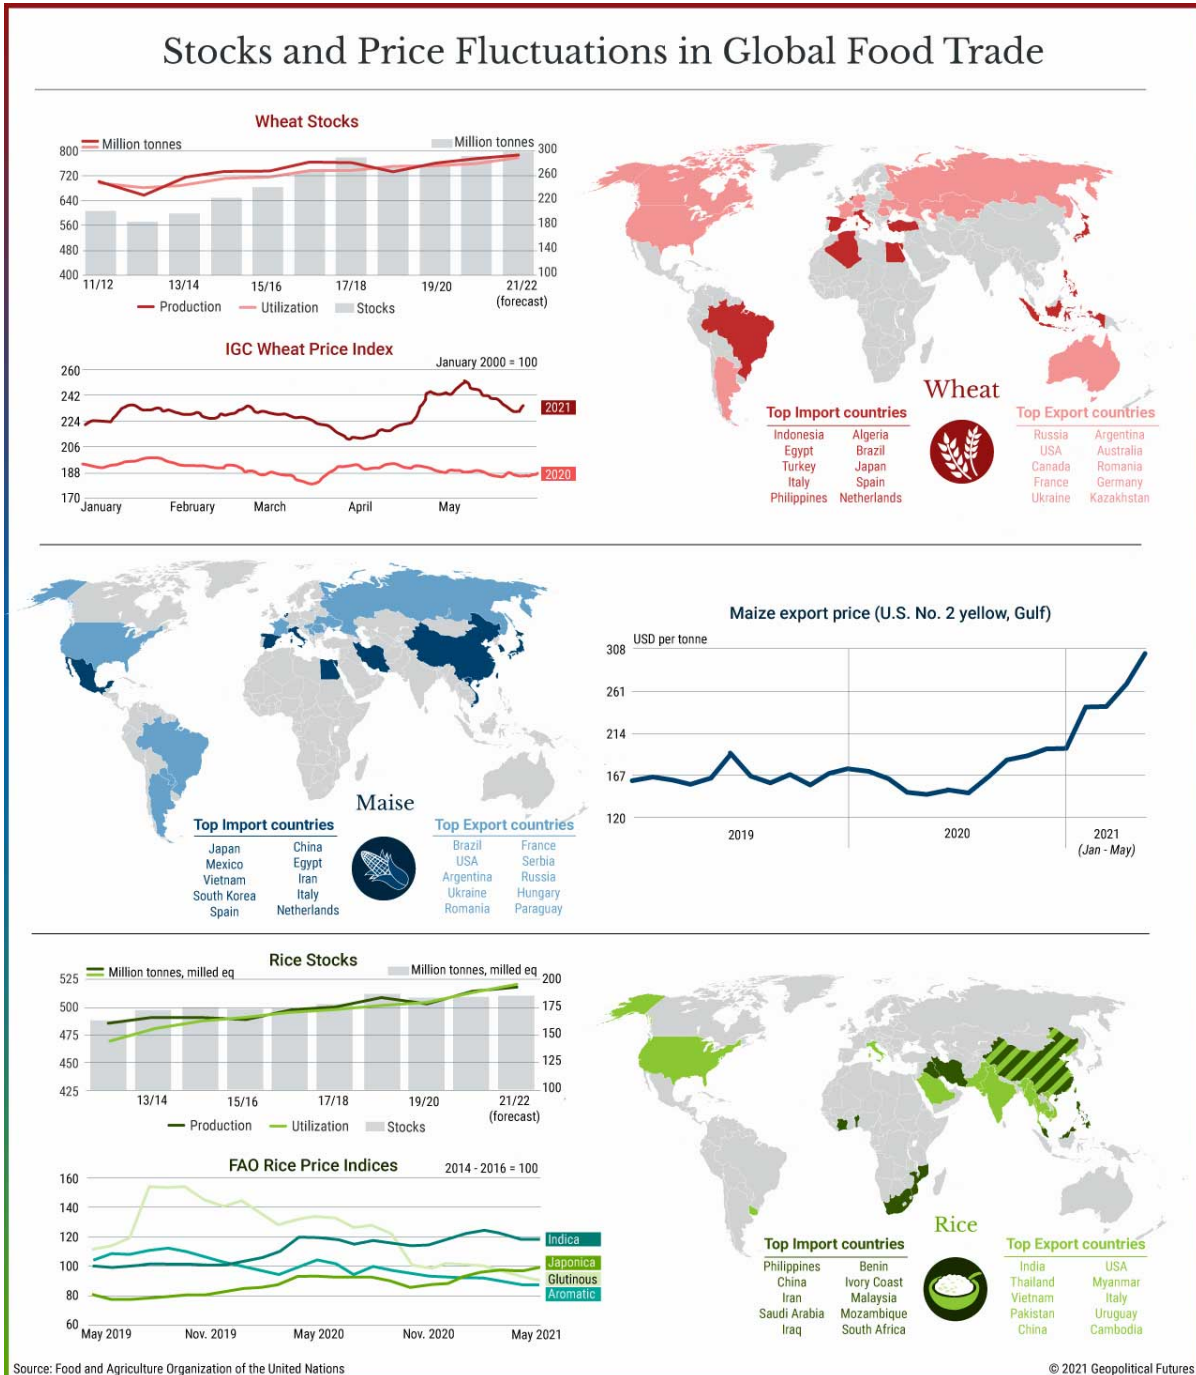 Stocks and Price Fluctuations in Global Food Trade
Wheat Stocks
Million tonnes
Million tonnes
800
720
640
560
480
400
300
260
220
180
140
100
11/12
13/14
15/16
17/18
19/20
21/22
(forecast)
Production
Utilization
Stocks
IGC Wheat Price Index
January 2000 = 100
260
242
224
206
188
170
2021
2020
January
February
March
April
May
Wheat
Top Import countries
Indonesia
Egypt
Turkey
Italy
Philippines
Algeria
Brazil
Japan
Spain
Netherlands
Top Export countries
Russia
USA
Canada
France
Ukraine
Argentina
Australia
Romania
Germany
Kazakhstan
Maise
Top Import countries
Japan
Mexico
Vietnam
South Korea
Spain
China
Egypt
Iran
Italy
Netherlands
Top Export countries
Brazil
USA
Argentina
Ukraine
Romania
France
Serbia
Russia
Hungary
Paraguay
Maize export price (U.S. No. 2 yellow, Gulf)
USD per tonne
308
261
214
167
120
2019
2020
2021
(Jan - May)
Rice Stocks
Million tonnes, milled eq
Million tonnes, milled eq
525
500
475
450
425
200
175
150
125
100
13/14
15/16
17/18
19/20
21/22
(forecast)
Production
Utilization
Stocks
FAO Rice Price Indices
2014 - 2016 = 100
160
140
120
100
80
60
Indica
Japonica
Glutinous
Aromatic
May 2019
Nov. 2019
May 2020
Nov. 2020
May 2021
Rice
Top Import countries
Philippines
China
Iran
Saudi Arabia
Iraq
Benin
Ivory Coast
Malaysia
Mozambique
South Africa
Top Export countries
India
Thailand
Vietnam
Pakistan
China
USA
Myanmar
Italy
Uruguay
Cambodia
Source: Food and Agriculture Organization of the United Nations
© 2021 Geopolitical Futures